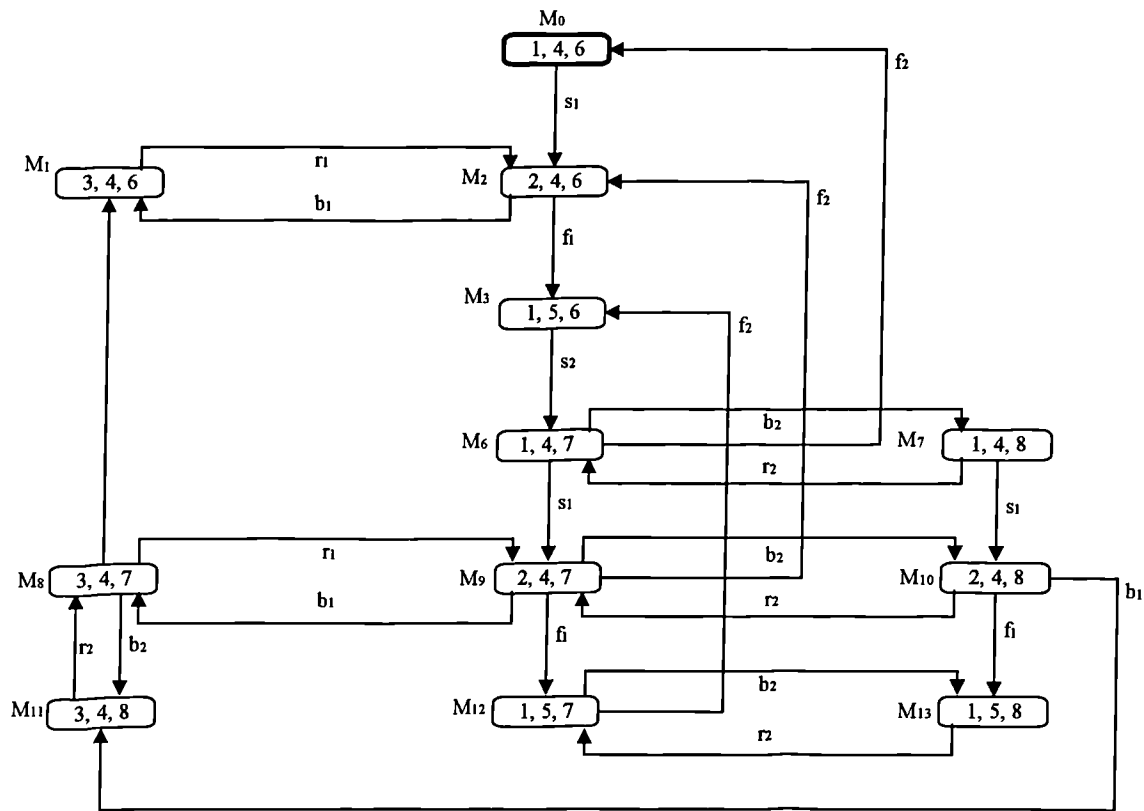 M0
1, 4, 6
f2
s1
M1
3, 4, 6
r1
M2
2, 4, 6
b1
f2
f1
M3
1, 5, 6
f2
s2
M6
1, 4, 7
b2
M7
1, 4, 8
r2
s1
s1
M8
3, 4, 7
r1
M9
2, 4, 7
b2
M10
2, 4, 8
b1
b1
r2
r2
b2
f1
f1
M11
3, 4, 8
M12
1, 5, 7
b2
M13
1, 5, 8
r2